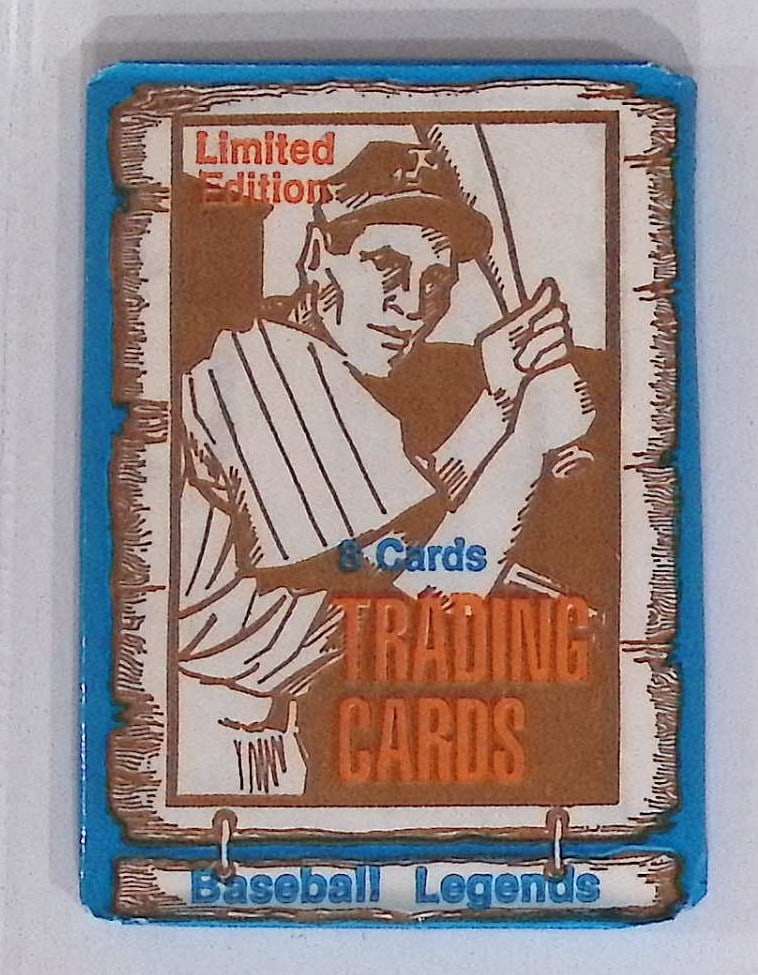 Limited
Edition
8 Cards
TRADING
CARDS
Baseball Legends